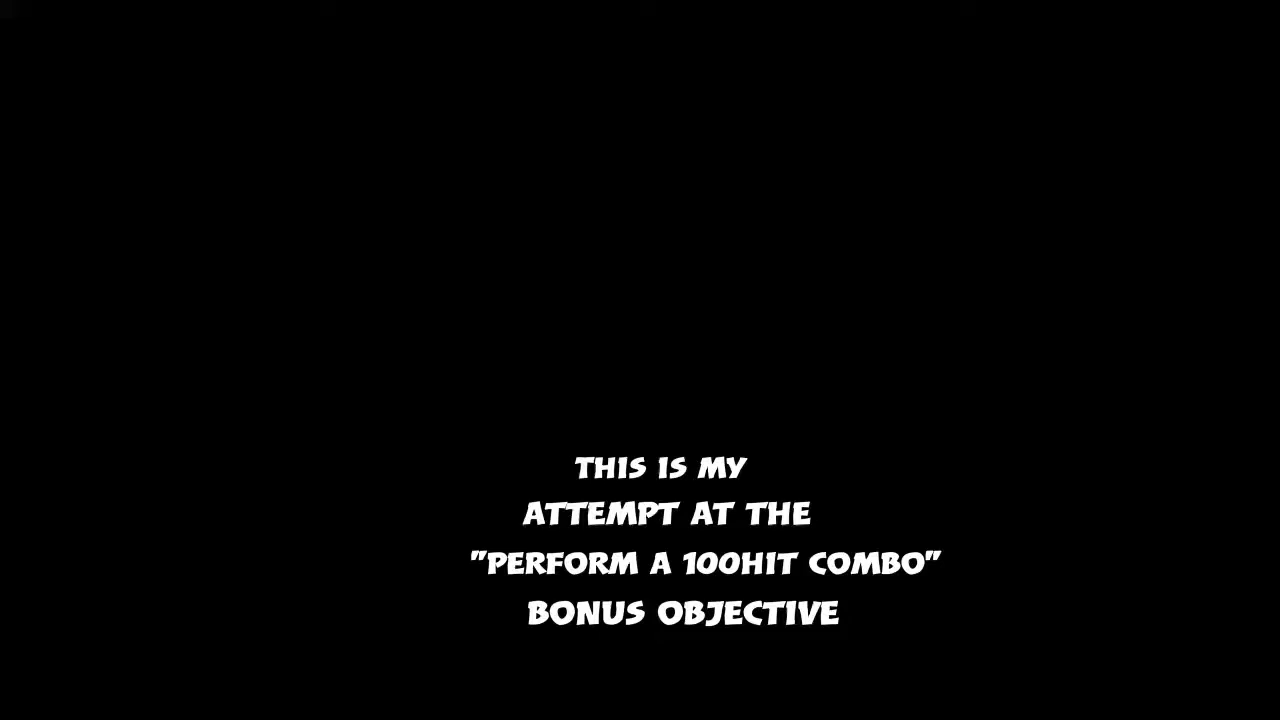 THIS IS MY
ATTEMPT AT THE
"PERFORM A 100HIT COMBO"
BONUS OBJECTIVE